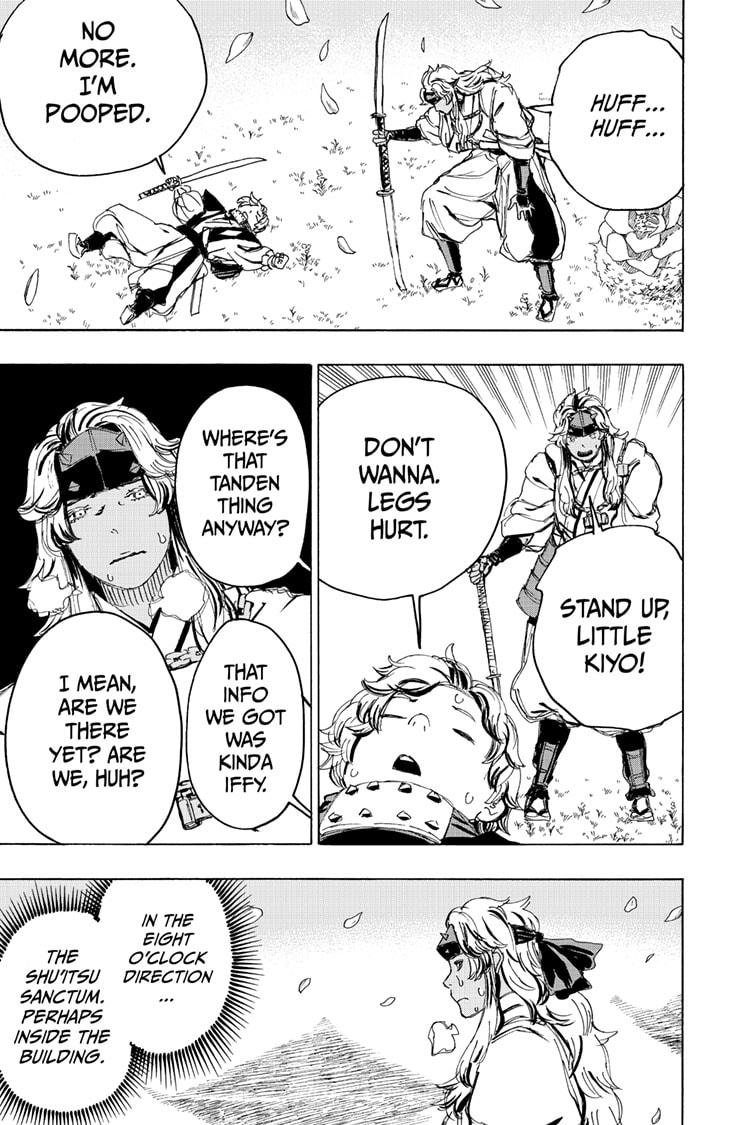 HUFF...
HUFF...
NO
MORE.
I'M
POOPED.
STAND UP,
LITTLE
KIYO!
DON'T
WANNA.
LEGS
HURT.
WHERE'S
THAT
TANDEN
THING
ANYWAY?
THAT
INFO
WE GOT
WAS
KINDA
IFFY.
I MEAN,
ARE WE
THERE
YET? ARE
WE, HUH?
IN THE
EIGHT
O'CLOCK
DIRECTION
...
THE
SHU'ITSU
SANCTUM.
PERHAPS
INSIDE THE
BUILDING.